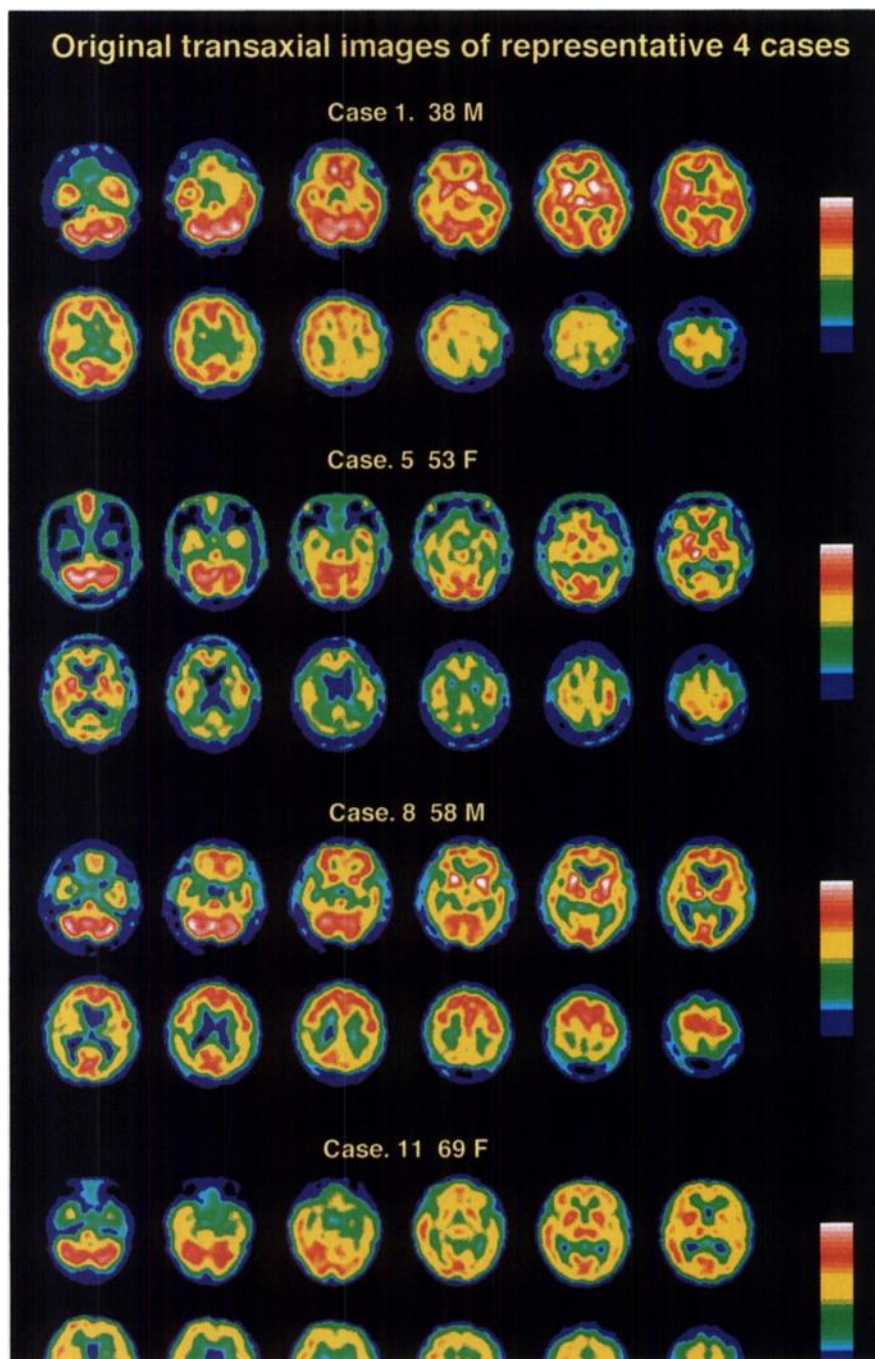 Original transaxial images of representative 4 cases
Case 1. 38 M
Case. 5 53 F
Case. 8 58 M
Case. 11 69 F